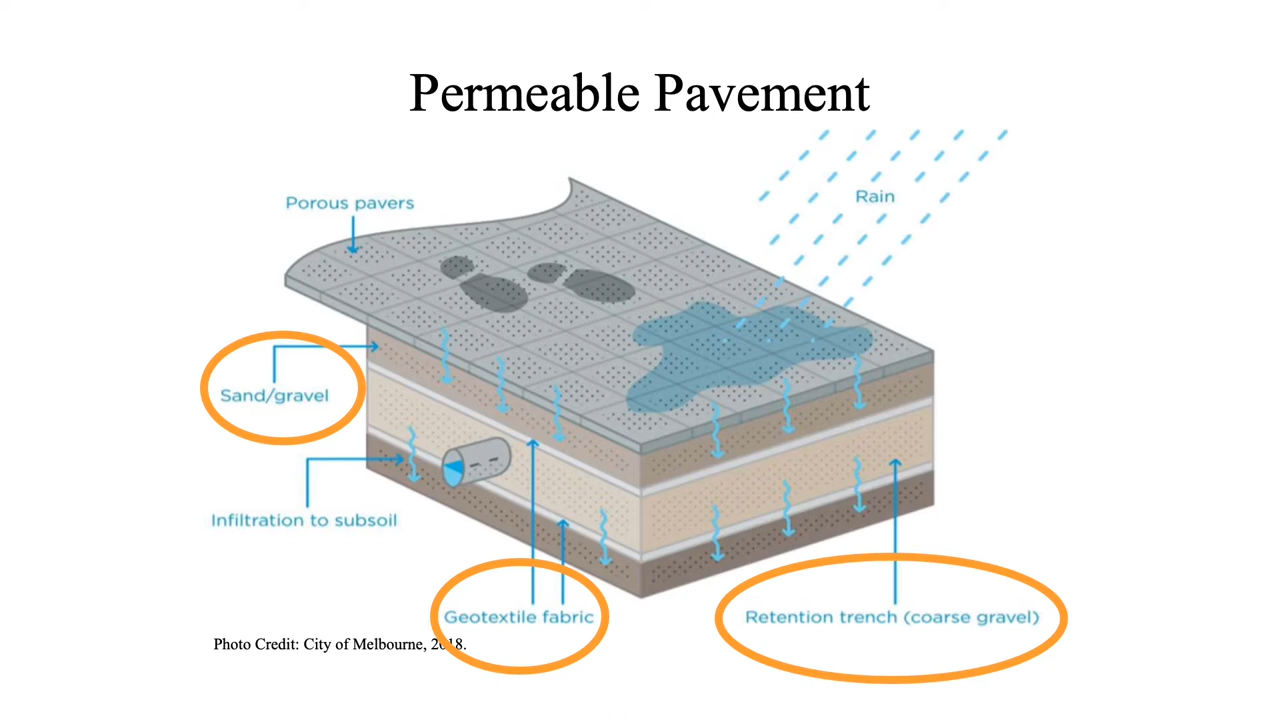 Permeable Pavement
Rain
Porous pavers
Sand/gravel
Infiltration to subsoil
Geotextile fabric
Retention trench (coarse gravel)
Photo Credit: City of Melbourne, 2018.